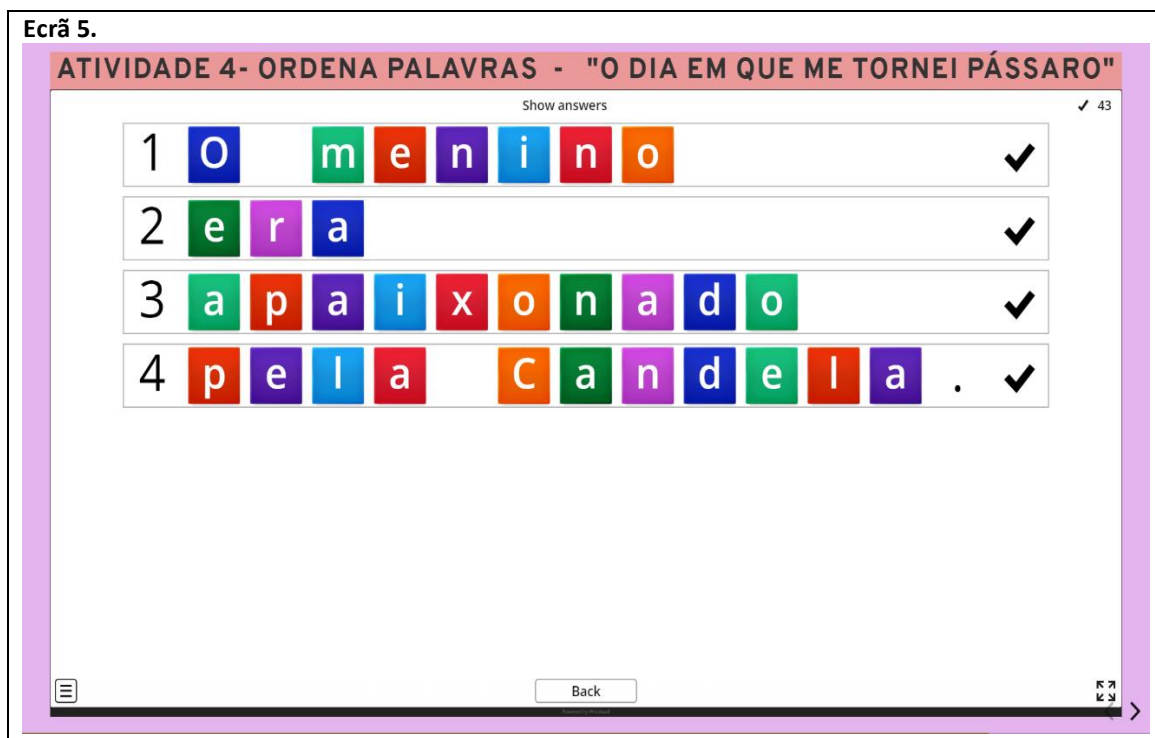 Ecrã 5.
ATIVIDADE 4- ORDENA PALAVRAS - "O DIA EM QUE ME TORNEI PÁSSARO"
Show answers ✓ 43
1 O menino ✓
2 era ✓
3 apaixonado ✓
4 pela Candela. ✓
Back